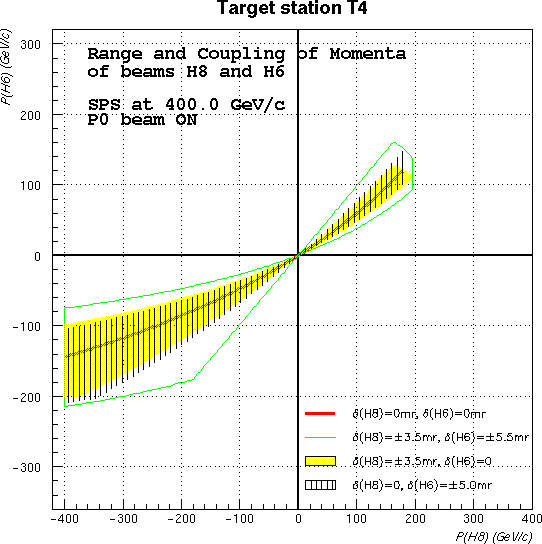 Target station T4
Range and Coupling of Momenta
of beams H8 and H6
SPS at 400.0 GeV/c
P0 beam ON
P(H6) (GeV/c)
300
200
100
0
-100
-200
-300
δ(H8)=0mr, δ(H6)=0mr
δ(H8)=±3.5mr, δ(H6)=±5.5mr
δ(H8)=±3.5mr, δ(H6)=0
δ(H8)=0, δ(H6)=±5.0mr
-400 -300 -200 -100 0 100 200 300 400
P(H8) (GeV/c)